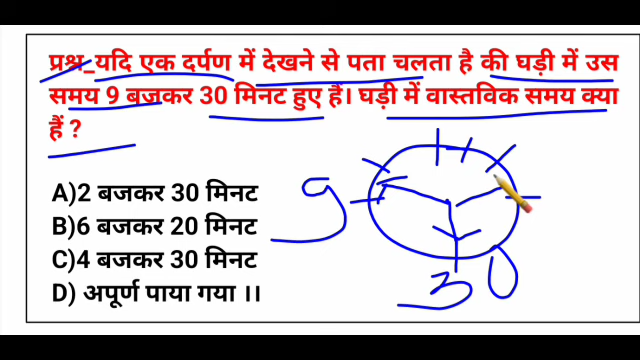 प्रश्न_यदि एक दर्पण में देखने से पता चलता है की घड़ी में उस
समय 9 बजकर 30 मिनट हुए हैं। घड़ी में वास्तविक समय क्या
हैं ?
A)2 बजकर 30 मिनट
B)6 बजकर 20 मिनट
C)4 बजकर 30 मिनट
D) अपूर्ण पाया गया ।।
9
30